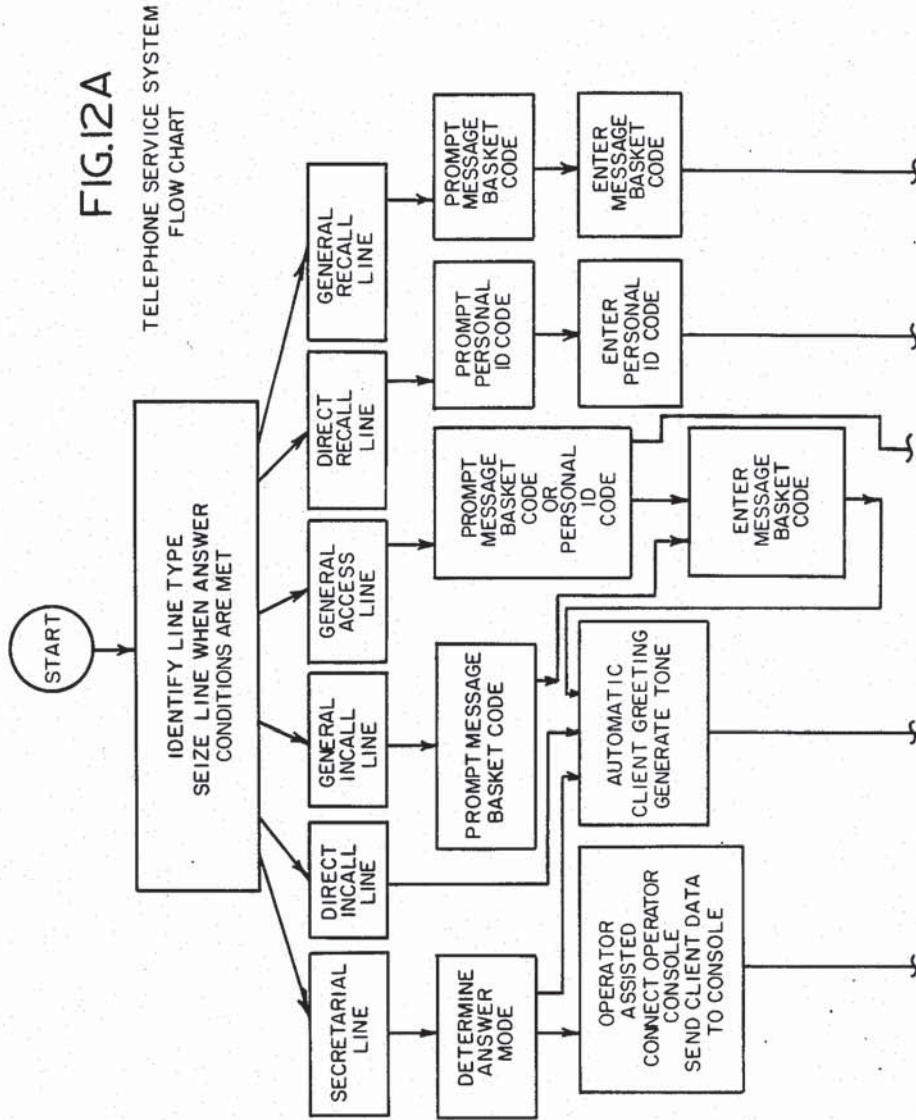 FIG.12A
TELEPHONE SERVICE SYSTEM
FLOW CHART
START
IDENTIFY LINE TYPE
SEIZE LINE WHEN ANSWER
CONDITIONS ARE MET
SECRETARIAL
LINE
DIRECT
INCALL
LINE
GENERAL
INCALL
LINE
GENERAL
ACCESS
LINE
DIRECT
RECALL
LINE
GENERAL
RECALL
LINE
DETERMINE
ANSWER
MODE
PROMPT MESSAGE
BASKET CODE
PROMPT
MESSAGE
BASKET
CODE
OR
PERSONAL
ID
CODE
PROMPT
PERSONAL
ID CODE
PROMPT
MESSAGE
BASKET
CODE
OPERATOR
ASSISTED
CONNECT OPERATOR
CONSOLE
SEND CLIENT DATA
TO CONSOLE
AUTOMATIC
CLIENT GREETING
GENERATE TONE
ENTER
MESSAGE
BASKET
CODE
ENTER
PERSONAL
ID CODE
ENTER
MESSAGE
BASKET
CODE